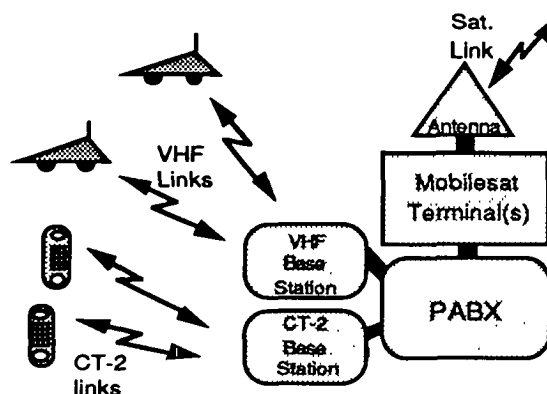 Sat.
Link
Antenna
VHF
Links
Mobilesat
Terminal(s)
VHF
Base
Station
PABX
CT-2
Base
Station
CT-2
links